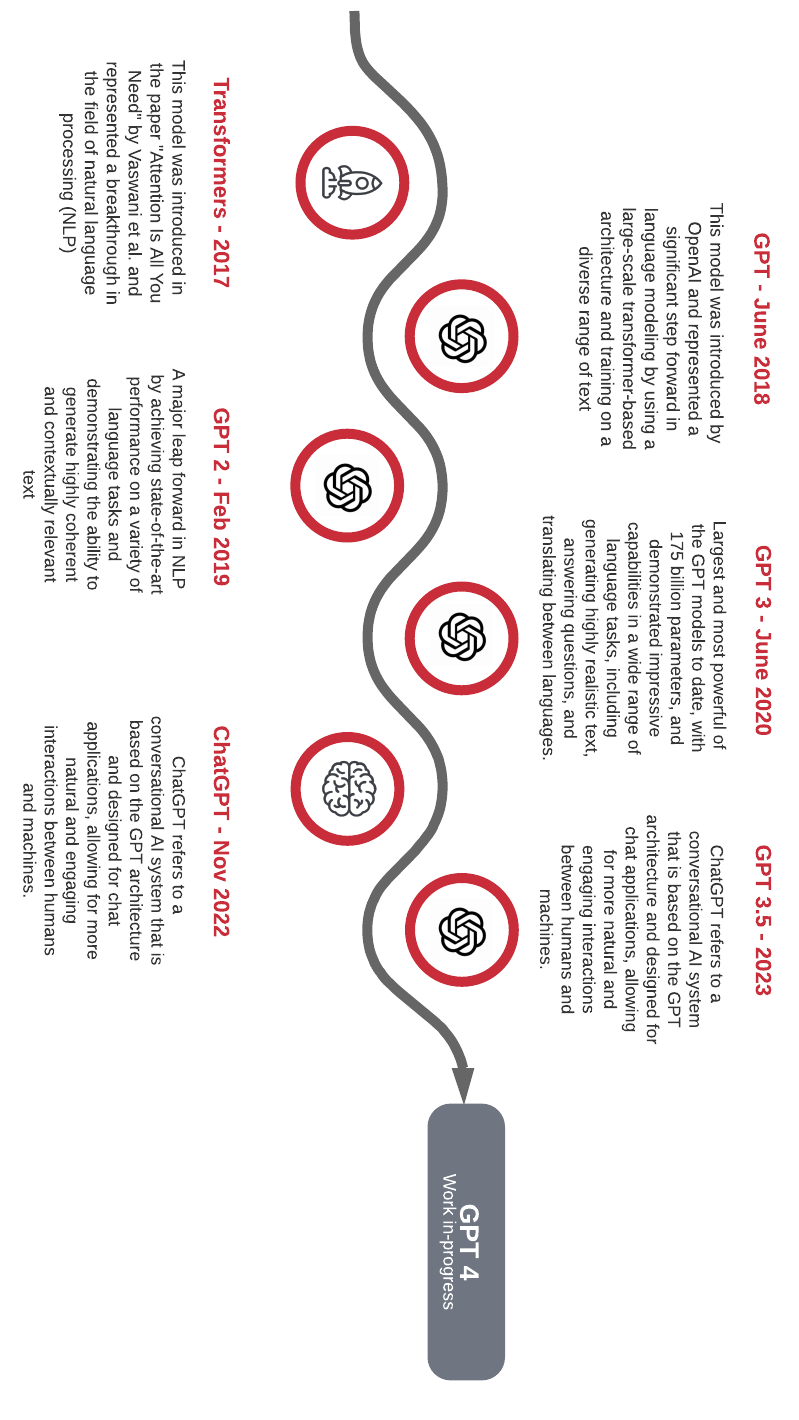 GPT - June 2018
This model was introduced by
OpenAI and represented a
significant step forward in
language modeling by using a
large-scale transformer-based
architecture and training on a
diverse range of text
GPT 3 - June 2020
Largest and most powerful of
the GPT models to date, with
175 billion parameters, and
demonstrated impressive
capabilities in a wide range of
language tasks, including
generating highly realistic text,
answering questions, and
translating between languages.
GPT 3.5 - 2023
ChatGPT refers to a
conversational AI system
that is based on the GPT
architecture and designed for
chat applications, allowing
for more natural and
engaging interactions
between humans and
machines.
GPT 4
Work in-progress
Transformers - 2017
This model was introduced in
the paper "Attention Is All You
Need" by Vaswani et al. and
represented a breakthrough in
the field of natural language
processing (NLP)
GPT 2 - Feb 2019
A major leap forward in NLP
by achieving state-of-the-art
performance on a variety of
language tasks and
demonstrating the ability to
generate highly coherent
and contextually relevant
text
ChatGPT - Nov 2022
ChatGPT refers to a
conversational AI system that is
based on the GPT architecture
and designed for chat
applications, allowing for more
natural and engaging
interactions between humans
and machines.